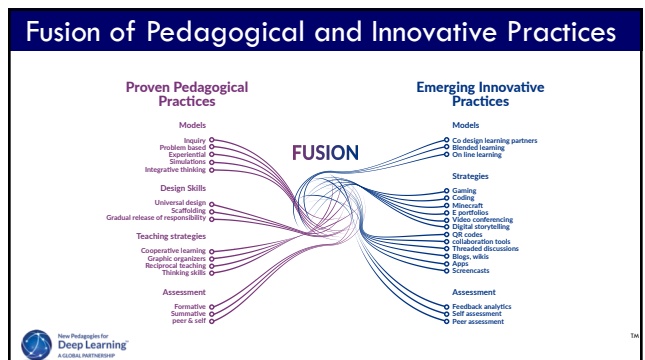 Fusion of Pedagogical and Innovative Practices
Proven Pedagogical
Practices
Models
Inquiry
Problem based
Experiential
Simulations
Integrative thinking
Design Skills
Universal design
Scaffolding
Gradual release of responsibility
Teaching strategies
Cooperative learning
Graphic organizers
Reciprocal teaching
Thinking skills
Assessment
Formative
Summative
peer & self
FUSION
Emerging Innovative
Practices
Models
Co design learning partners
Blended learning
On line learning
Strategies
Gaming
Coding
Minecraft
E portfolios
Video conferencing
Digital storytelling
QR codes
collaboration tools
Threaded discussions
Blogs, wikis
Apps
Screencasts
Assessment
Feedback analytics
Self assessment
Peer assessment
New Pedagogies for
Deep Learning™
A GLOBAL PARTNERSHIP
TM